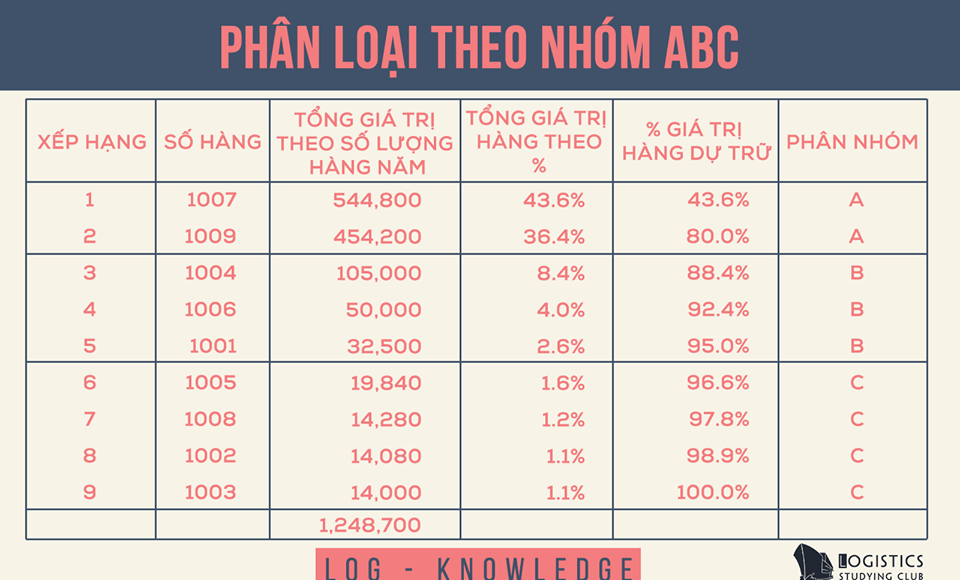 PHÂN LOẠI THEO NHÓM ABC
XẾP HẠNG SỐ HÀNG TỔNG GIÁ TRỊ THEO SỐ LƯỢNG HÀNG NĂM TỔNG GIÁ TRỊ HÀNG THEO % % GIÁ TRỊ HÀNG DỰ TRỮ PHÂN NHÓM
1 1007 544,800 43.6% 43.6% A
2 1009 454,200 36.4% 80.0% A
3 1004 105,000 8.4% 88.4% B
4 1006 50,000 4.0% 92.4% B
5 1001 32,500 2.6% 95.0% B
6 1005 19,840 1.6% 96.6% C
7 1008 14,280 1.2% 97.8% C
8 1002 14,080 1.1% 98.9% C
9 1003 14,000 1.1% 100.0% C
1,248,700
LOG - KNOWLEDGE
LOGISTICS
STUDYING CLUB